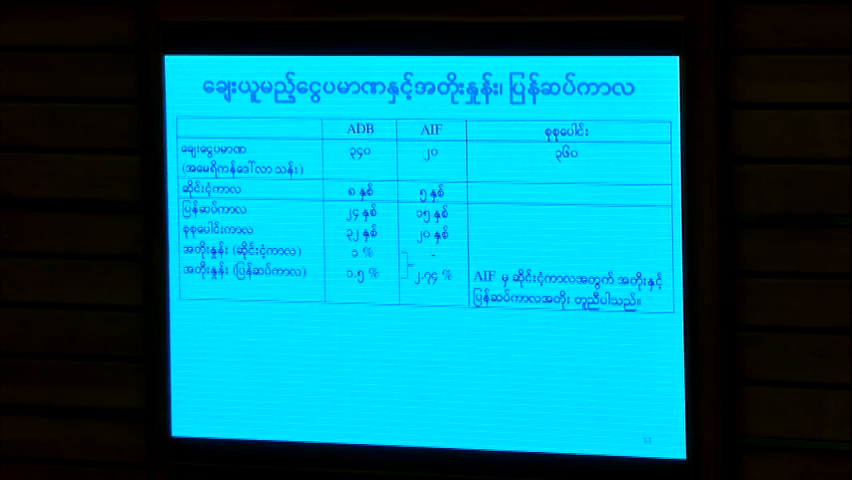 ချေးယူမည့်ငွေပမာဏနှင့်အတိုးနှုန်း၊ ပြန်ဆပ်ကာလ
ADB AIF စုစုပေါင်း
ချေးငွေပမာဏ ၃၄၀ ၂၀ ၃၆၀
(အမေရိကန်ဒေါ်လာ သန်း)
ဆိုင်းငံ့ကာလ ၈ နှစ် ၅ နှစ်
ပြန်ဆပ်ကာလ ၂၄ နှစ် ၁၅ နှစ်
စုစုပေါင်းကာလ ၃၂ နှစ် ၂၀ နှစ်
အတိုးနှုန်း (ဆိုင်းငံ့ကာလ) ၁ % -
အတိုးနှုန်း (ပြန်ဆပ်ကာလ) ၁.၅ % ၂.၇၄ % AIF မှ ဆိုင်းငံ့ကာလအတွက် အတိုးနှင့်
ပြန်ဆပ်ကာလအတိုး တူညီပါသည်။
11